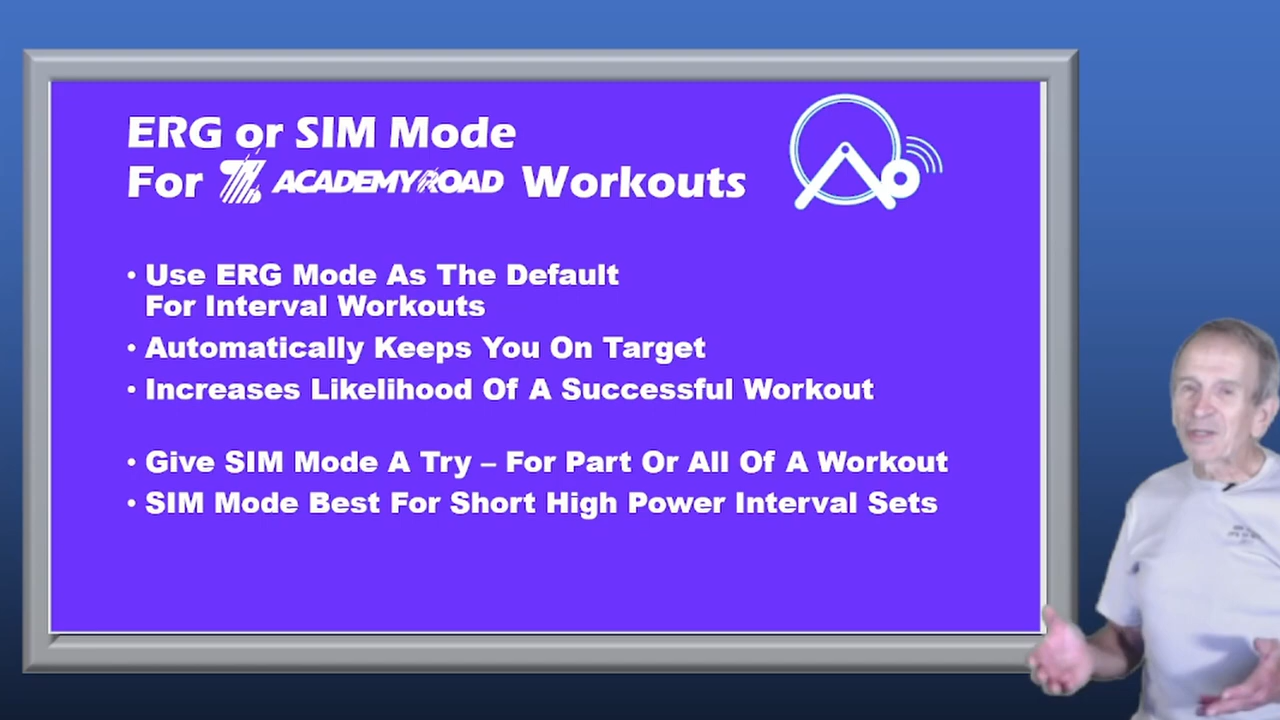 ERG or SIM Mode
For Z ACADEMY ROAD Workouts
• Use ERG Mode As The Default
For Interval Workouts
• Automatically Keeps You On Target
• Increases Likelihood Of A Successful Workout
• Give SIM Mode A Try – For Part Or All Of A Workout
• SIM Mode Best For Short High Power Interval Sets